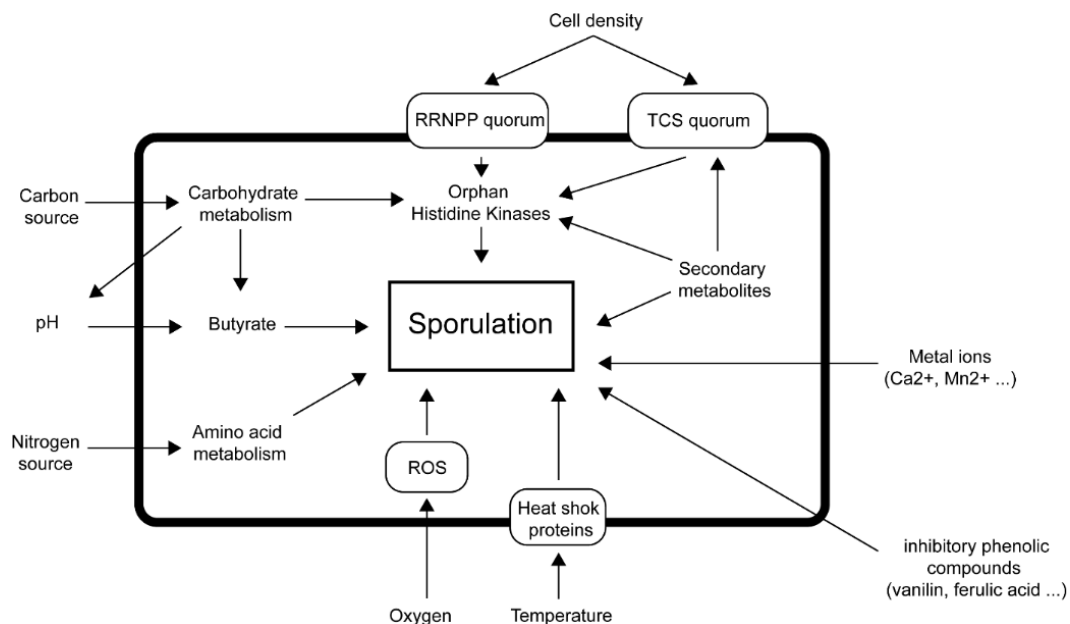 Cell density
RRNPP quorum
TCS quorum
Carbon
source
Carbohydrate
metabolism
Orphan
Histidine Kinases
Secondary
metabolites
pH
Butyrate
Sporulation
Metal ions
(Ca2+, Mn2+ ...)
Nitrogen
source
Amino acid
metabolism
ROS
Heat shok
proteins
inhibitory phenolic
compounds
(vanilin, ferulic acid ...)
Oxygen
Temperature